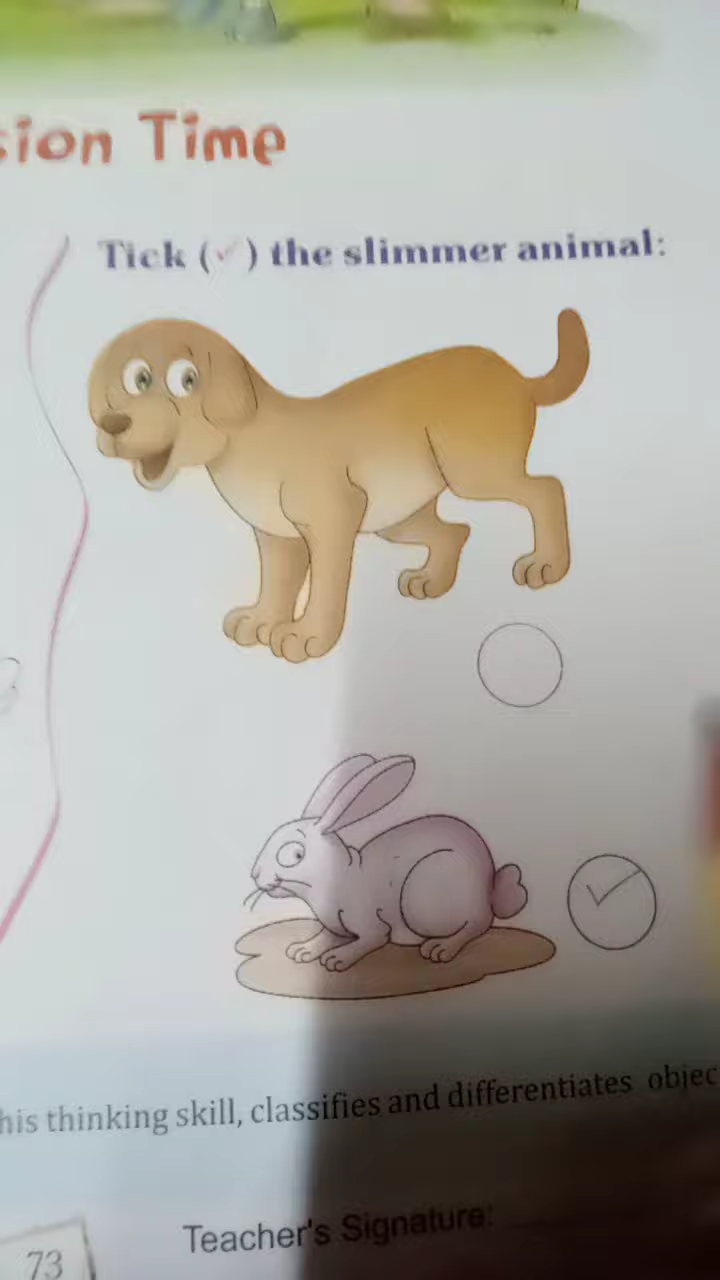 sion Time
Tick (✓) the slimmer animal:
his thinking skill, classifies and differentiates objec
Teacher's Signature:
73